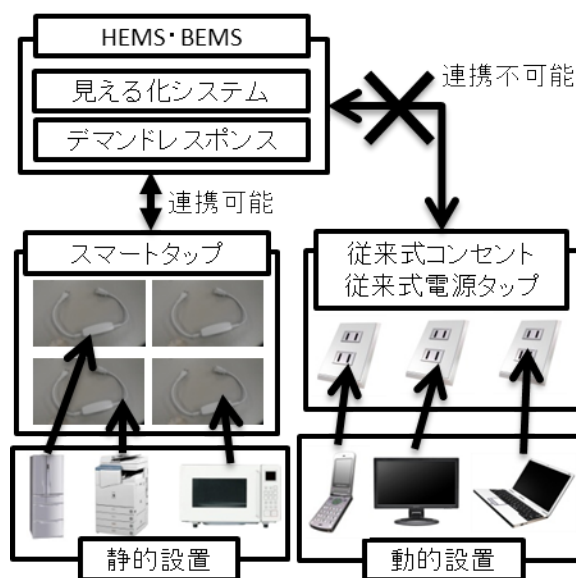 HEMS・BEMS
見える化システム
デマンドレスポンス
連携不可能
連携可能
スマートタップ
従来式コンセント
従来式電源タップ
静的設置
動的設置